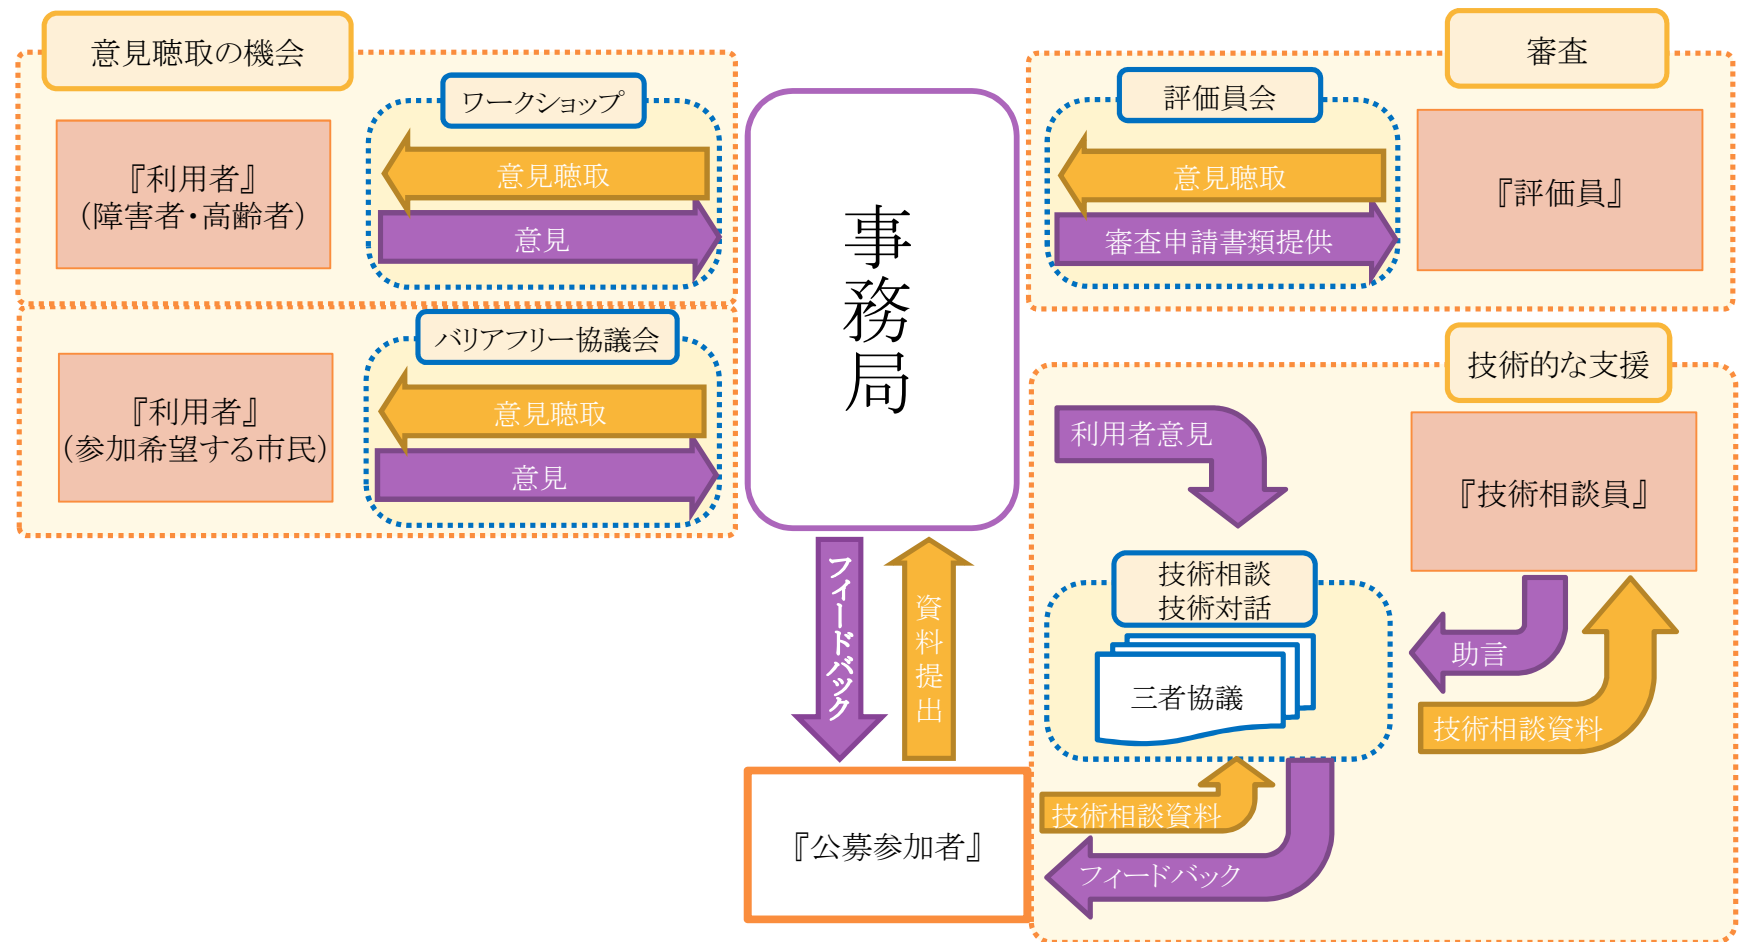 意見聴取の機会
ワークショップ
『利用者』
（障害者・高齢者）
意見聴取
意見
バリアフリー協議会
『利用者』
（参加希望する市民）
意見聴取
意見
事務局
フィードバック
資料提出
『公募参加者』
審査
評価員会
意見聴取
審査申請書類提供
『評価員』
技術的な支援
利用者意見
『技術相談員』
技術相談
技術対話
三者協議
助言
技術相談資料
技術相談資料
フィードバック